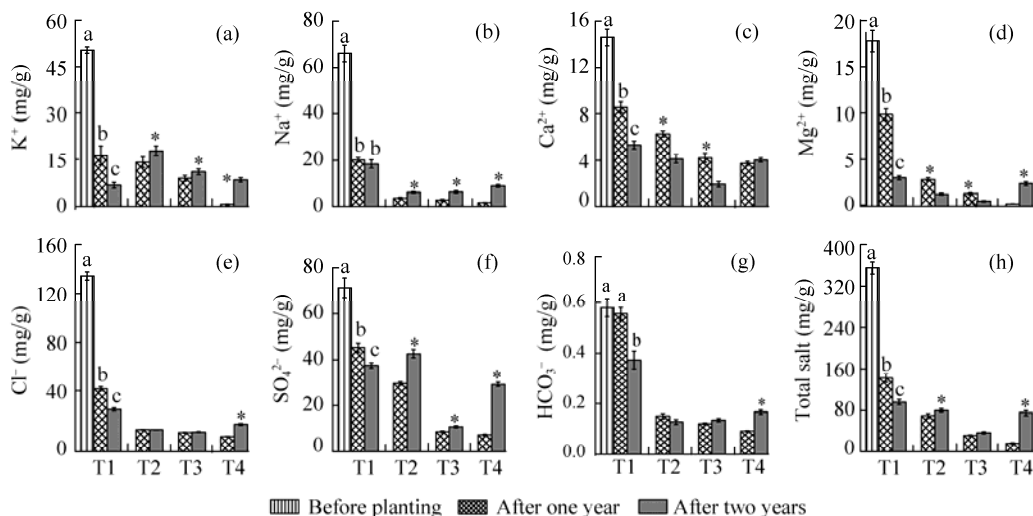 (a)
K⁺ (mg/g)
60
45
30
15
0
a
b
c
*
*
*
(b)
Na⁺ (mg/g)
80
60
40
20
0
a
b
b
*
*
*
(c)
Ca²⁺ (mg/g)
16
12
8
4
0
a
b
c
*
*
(d)
Mg²⁺ (mg/g)
20
15
10
5
0
a
b
c
*
*
*
(e)
Cl⁻ (mg/g)
160
130
80
40
0
a
b
c
*
T1 T2 T3 T4
(f)
SO₄²⁻ (mg/g)
80
60
40
20
0
a
b
c
*
*
*
T1 T2 T3 T4
(g)
HCO₃⁻ (mg/g)
0.8
0.6
0.4
0.2
0.0
a
a
b
*
T1 T2 T3 T4
(h)
Total salt (mg/g)
400
360
160
80
0
a
b
c
*
*
T1 T2 T3 T4
Before planting After one year After two years